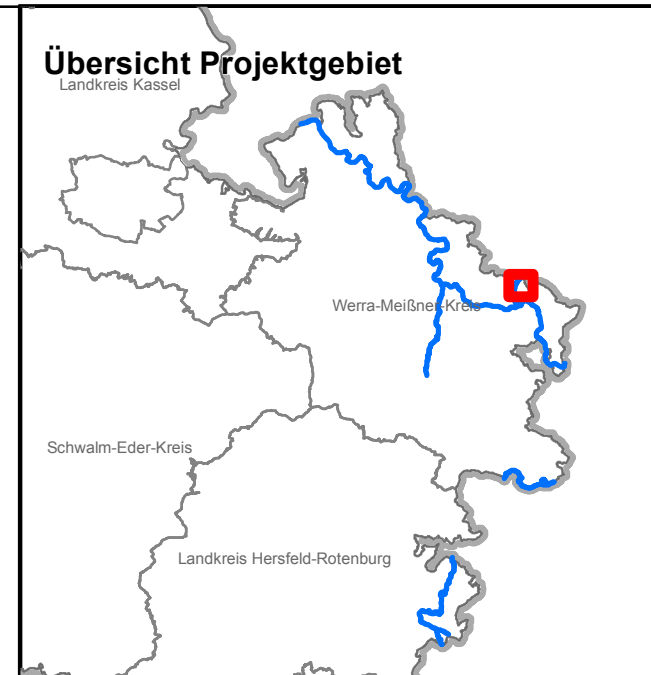 Übersicht Projektgebiet
Landkreis Kassel
Werra-Meißner-Kreis
Schwalm-Eder-Kreis
Landkreis Hersfeld-Rotenburg